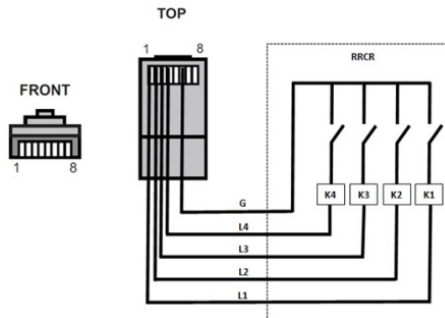 TOP
1 8
RRCR
FRONT
1 8
K4 K3 K2 K1
G
L4
L3
L2
L1